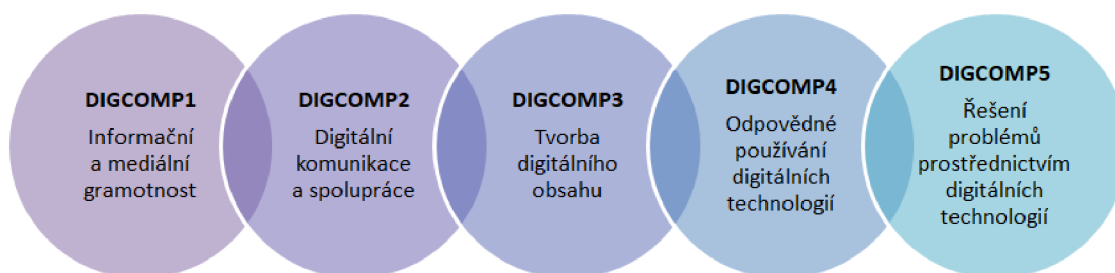 DIGCOMP1
Informační
a mediální
gramotnost
DIGCOMP2
Digitální
komunikace
a spolupráce
DIGCOMP3
Tvorba
digitálního
obsahu
DIGCOMP4
Odpovědné
používání
digitálních
technologií
DIGCOMP5
Řešení
problémů
prostřednictvím
digitálních
technologií